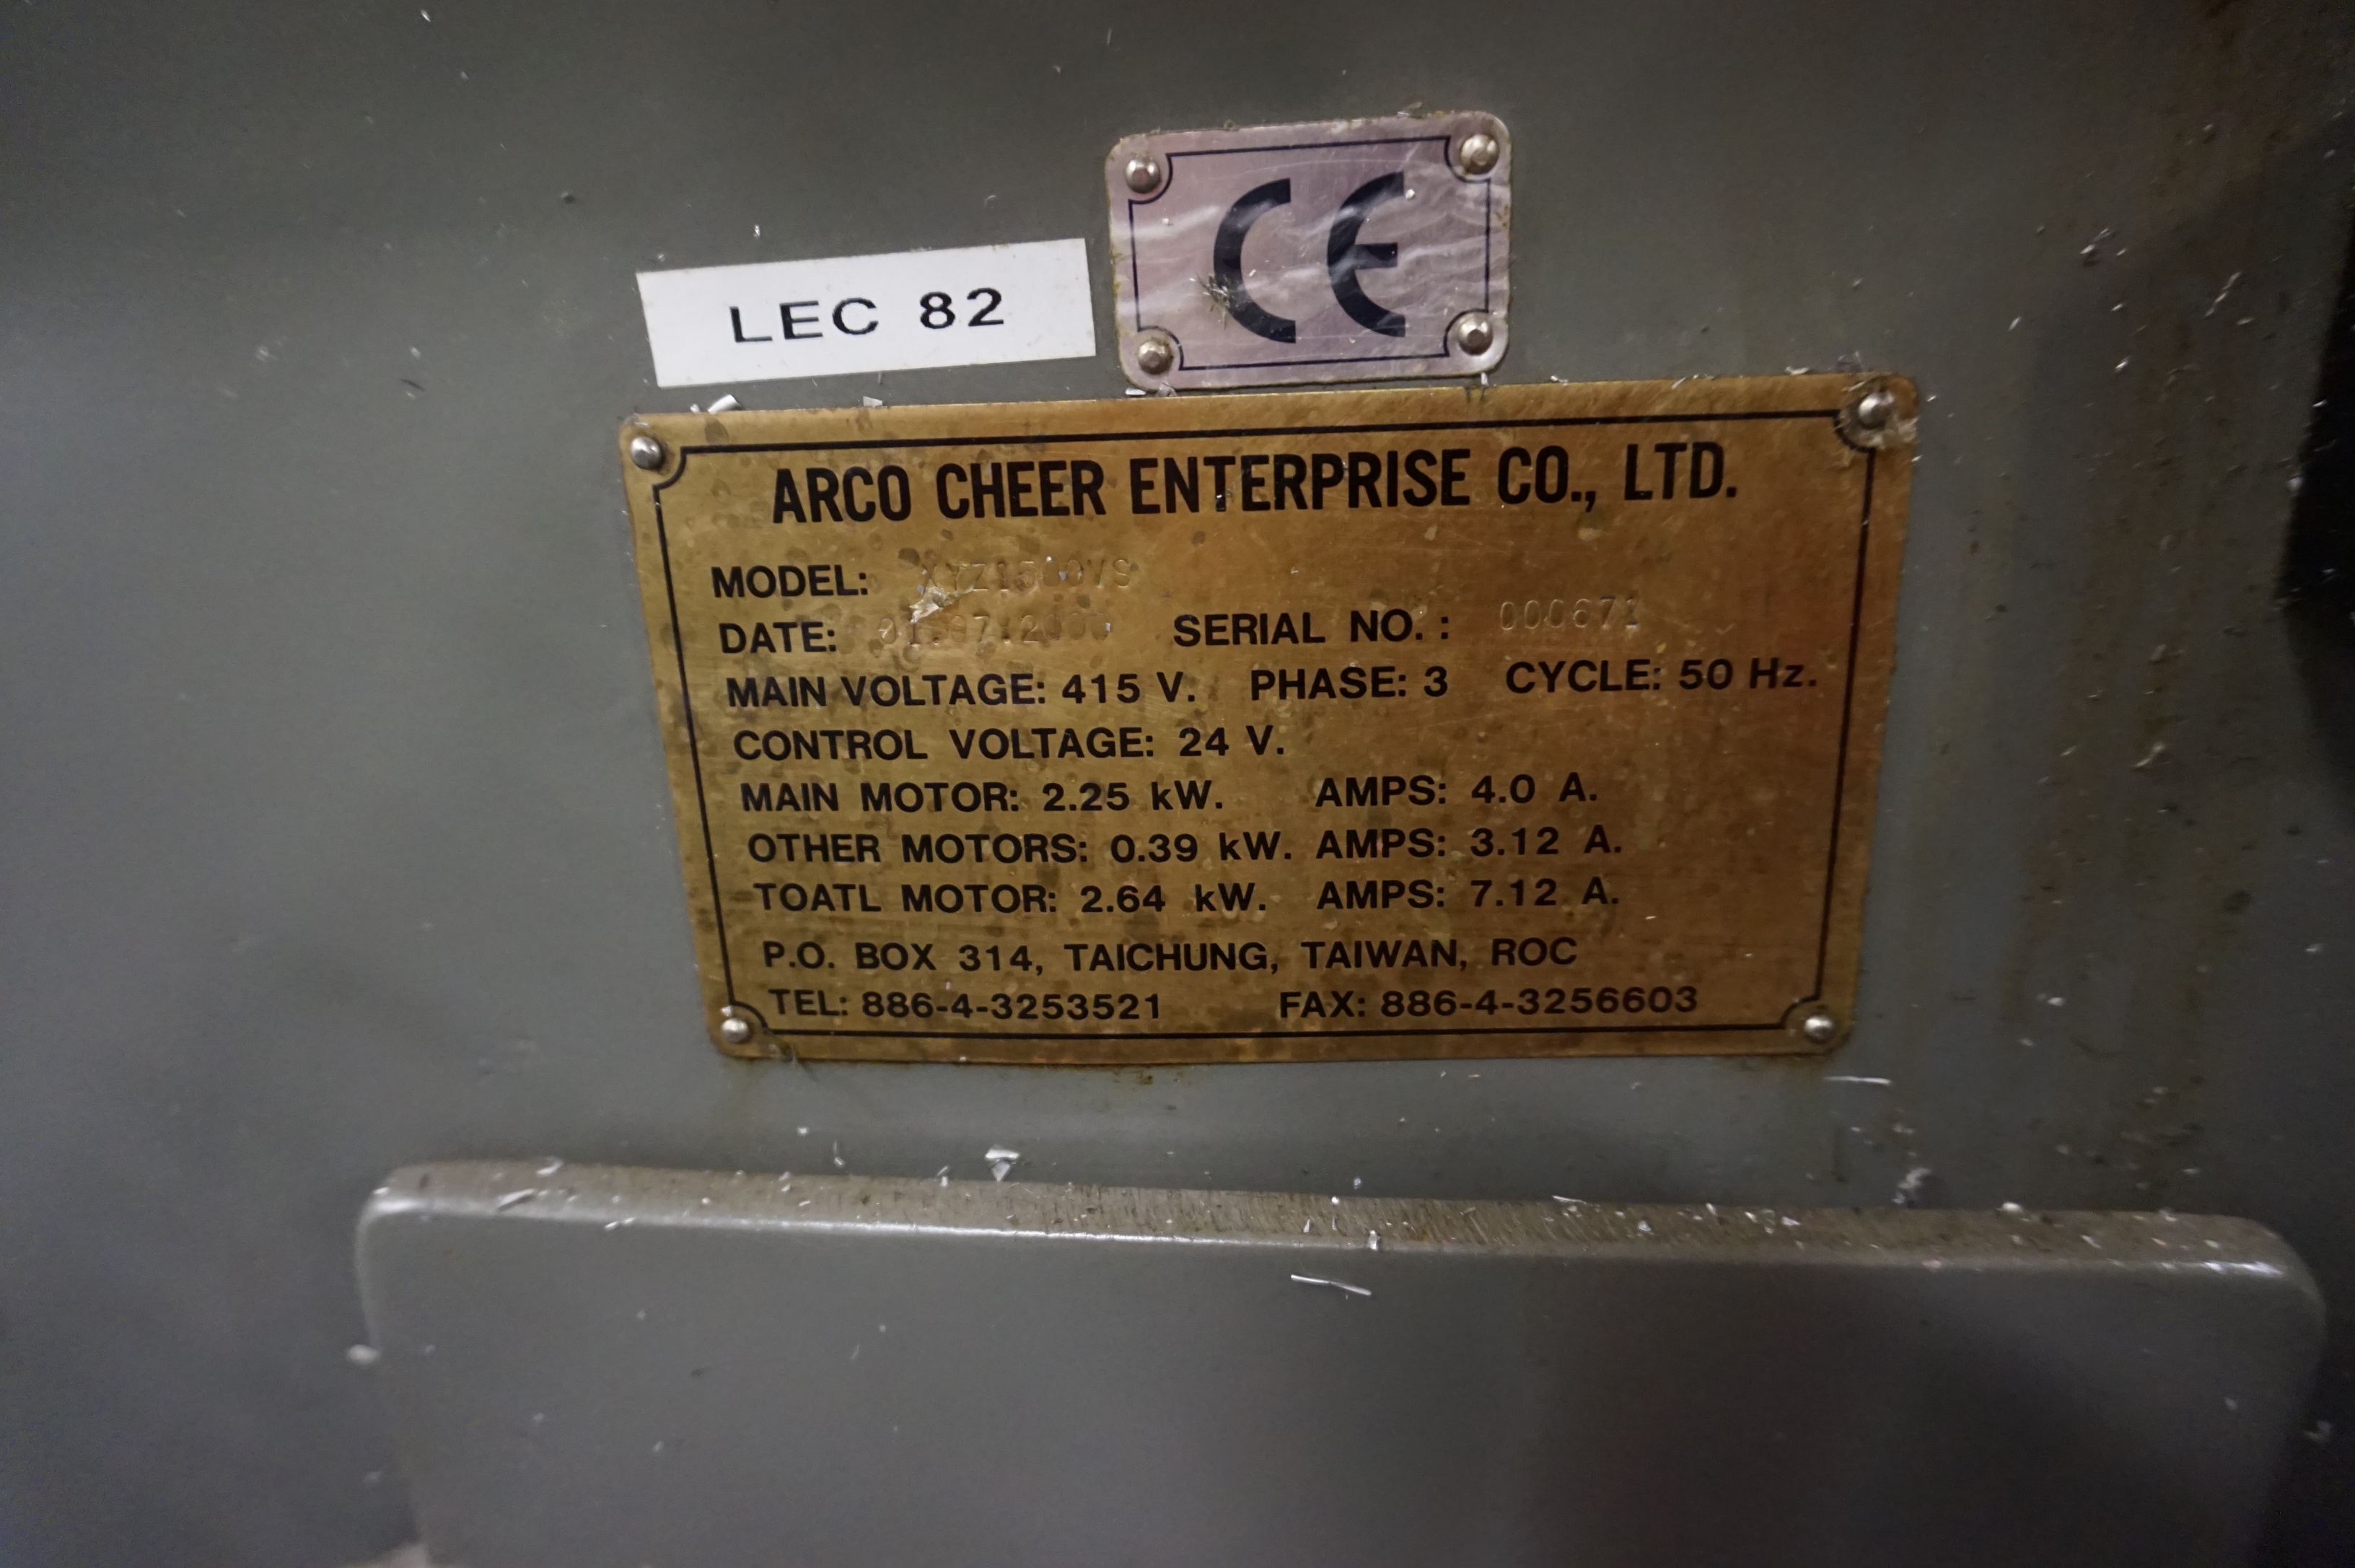 CE
LEC 82
ARCO CHEER ENTERPRISE CO., LTD.
MODEL: XYZ1500VS
DATE: SERIAL NO. : 000671
MAIN VOLTAGE: 415 V. PHASE: 3 CYCLE: 50 Hz.
CONTROL VOLTAGE: 24 V.
MAIN MOTOR: 2.25 kW. AMPS: 4.0 A.
OTHER MOTORS: 0.39 kW. AMPS: 3.12 A.
TOATL MOTOR: 2.64 kW. AMPS: 7.12 A.
P.O. BOX 314, TAICHUNG, TAIWAN, ROC
TEL: 886-4-3253521 FAX: 886-4-3256603